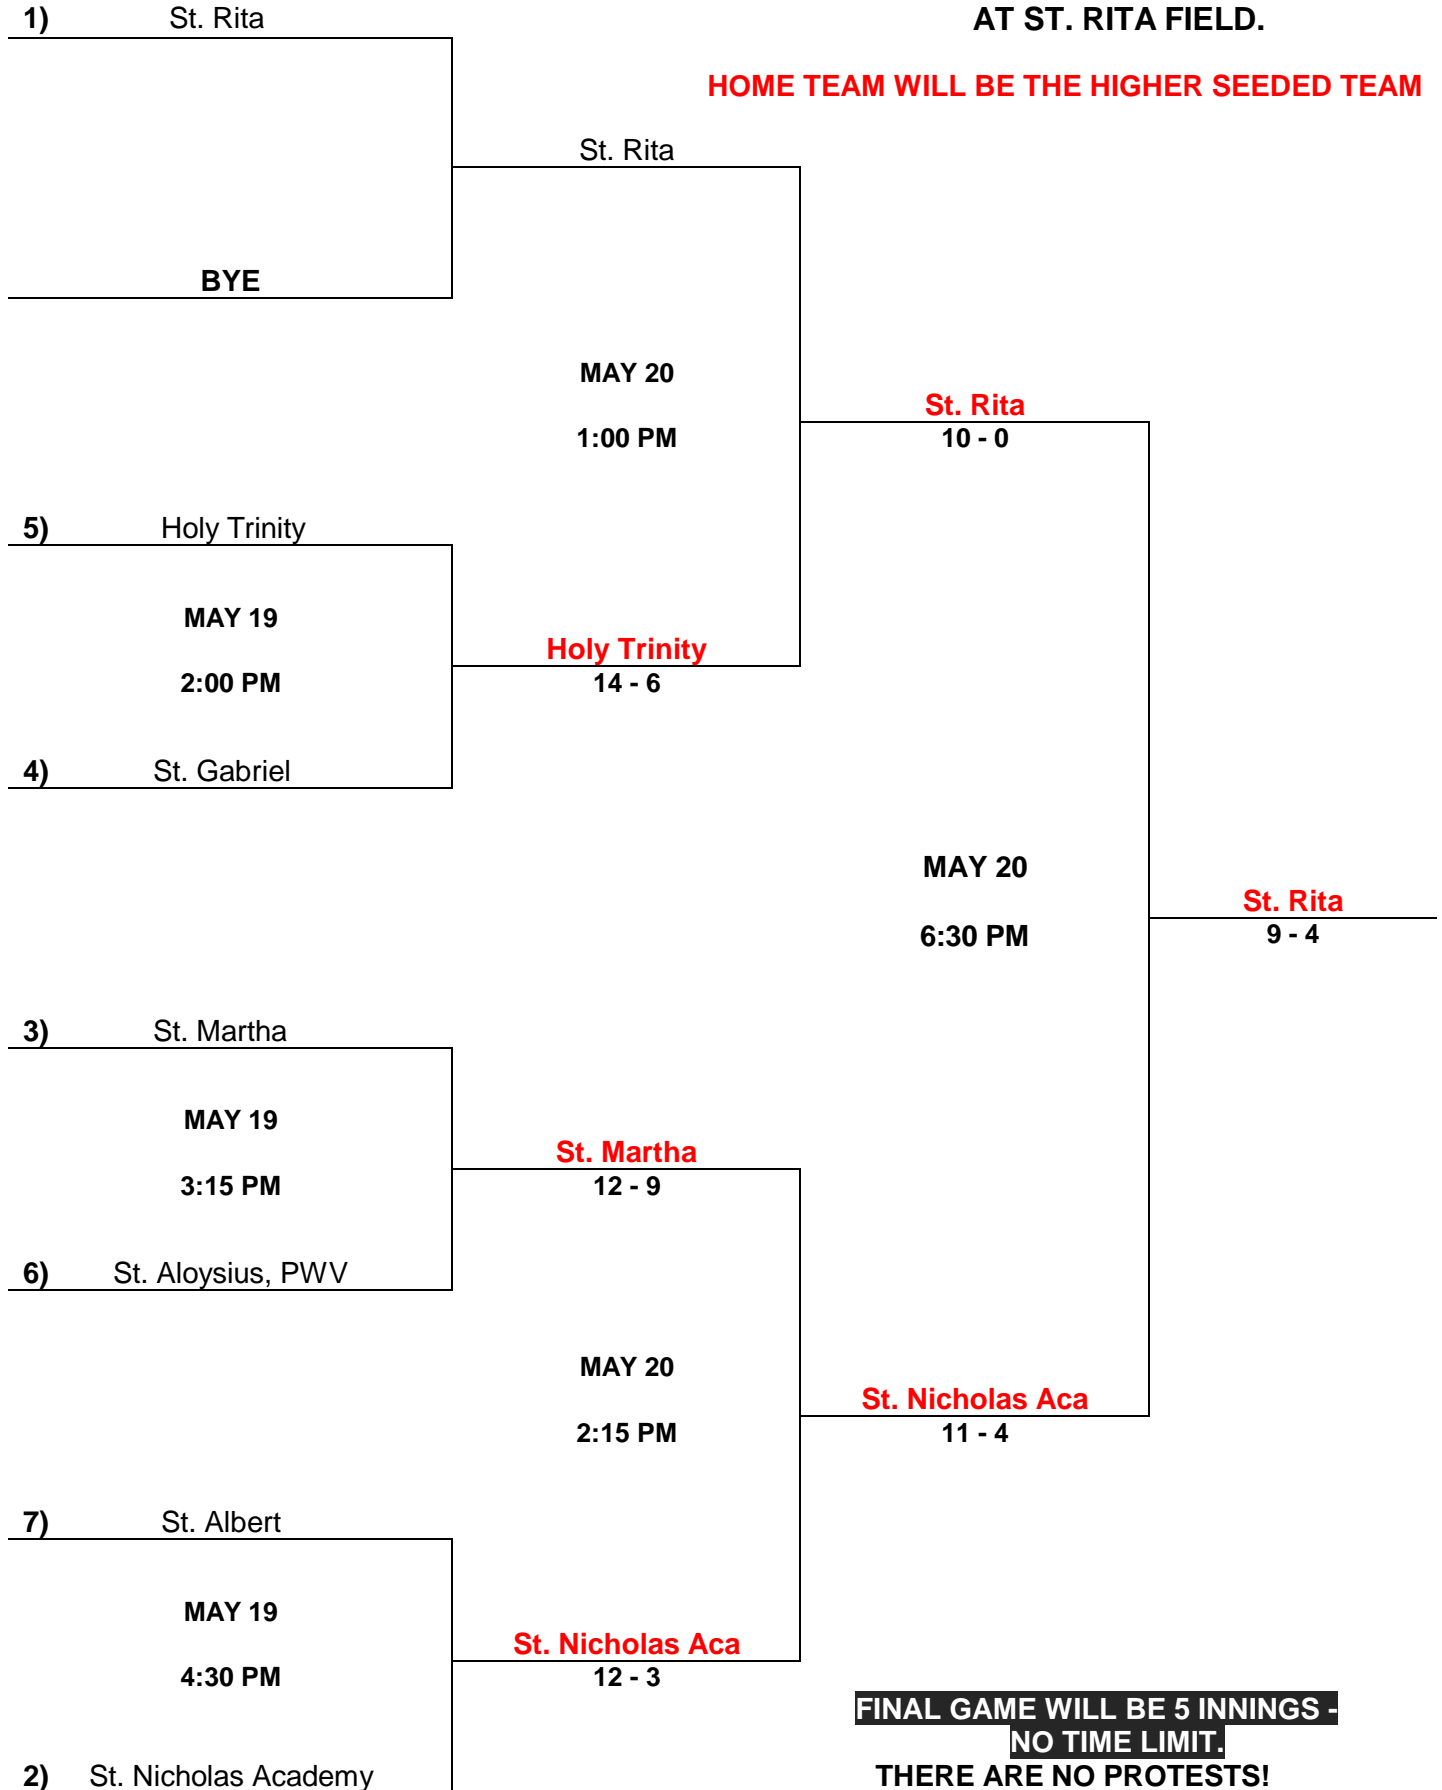 1) St. Rita
AT ST. RITA FIELD.
HOME TEAM WILL BE THE HIGHER SEEDED TEAM
St. Rita
BYE
MAY 20
1:00 PM
St. Rita
10 - 0
5) Holy Trinity
MAY 19
2:00 PM
Holy Trinity
14 - 6
4) St. Gabriel
MAY 20
6:30 PM
St. Rita
9 - 4
3) St. Martha
MAY 19
3:15 PM
St. Martha
12 - 9
6) St. Aloysius, PWV
MAY 20
2:15 PM
St. Nicholas Aca
11 - 4
7) St. Albert
MAY 19
4:30 PM
St. Nicholas Aca
12 - 3
FINAL GAME WILL BE 5 INNINGS -
NO TIME LIMIT.
2) St. Nicholas Academy
THERE ARE NO PROTESTS!